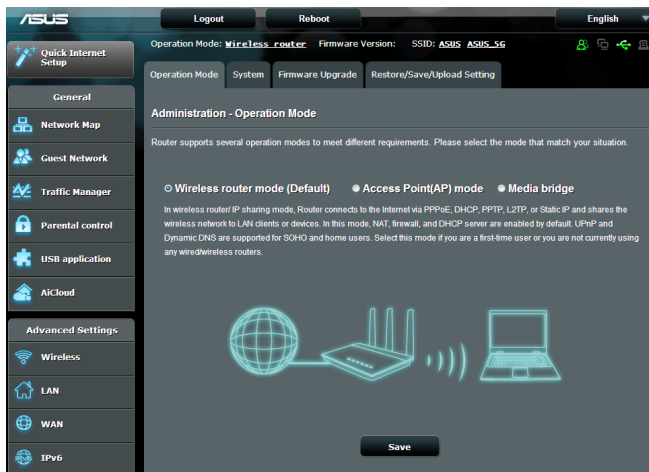 ASUS
Logout
Reboot
English
Quick Internet
Setup
Operation Mode: Wireless router Firmware Version: SSID: ASUS ASUS_5G
Operation Mode
System
Firmware Upgrade
Restore/Save/Upload Setting
General
Network Map
Guest Network
Traffic Manager
Parental control
USB application
AiCloud
Advanced Settings
Wireless
LAN
WAN
IPv6
Administration - Operation Mode
Router supports several operation modes to meet different requirements. Please select the mode that match your situation.
Wireless router mode (Default) Access Point(AP) mode Media bridge
In wireless router/ IP sharing mode, Router connects to the Internet via PPPoE, DHCP, PPTP, L2TP, or Static IP and shares the
wireless network to LAN clients or devices. In this mode, NAT, firewall, and DHCP server are enabled by default. UPnP and
Dynamic DNS are supported for SOHO and home users. Select this mode if you are a first-time user or you are not currently using
any wired/wireless routers.
Save